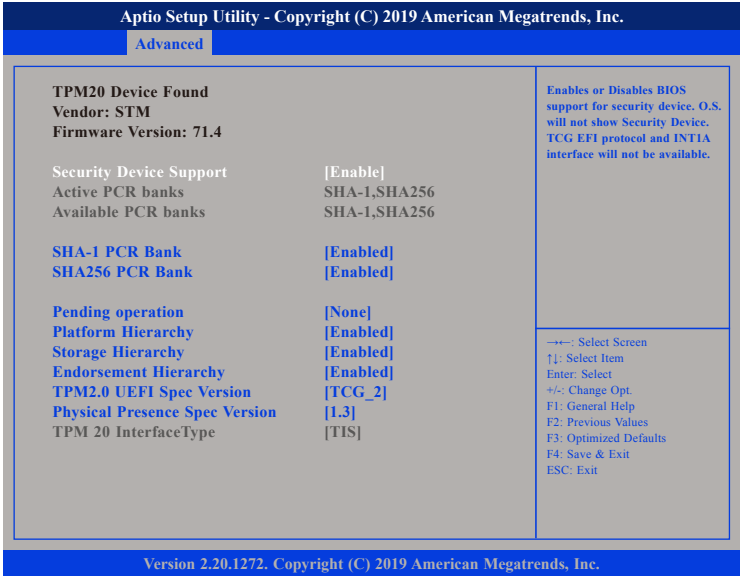 Aptio Setup Utility - Copyright (C) 2019 American Megatrends, Inc.
Advanced
TPM20 Device Found
Vendor: STM
Firmware Version: 71.4
Security Device Support [Enable]
Active PCR banks SHA-1,SHA256
Available PCR banks SHA-1,SHA256
SHA-1 PCR Bank [Enabled]
SHA256 PCR Bank [Enabled]
Pending operation [None]
Platform Hierarchy [Enabled]
Storage Hierarchy [Enabled]
Endorsement Hierarchy [Enabled]
TPM2.0 UEFI Spec Version [TCG_2]
Physical Presence Spec Version [1.3]
TPM 20 InterfaceType [TIS]
Enables or Disables BIOS
support for security device. O.S.
will not show Security Device.
TCG EFI protocol and INT1A
interface will not be available.
→←: Select Screen
↑↓: Select Item
Enter: Select
+/-: Change Opt.
F1: General Help
F2: Previous Values
F3: Optimized Defaults
F4: Save & Exit
ESC: Exit
Version 2.20.1272. Copyright (C) 2019 American Megatrends, Inc.